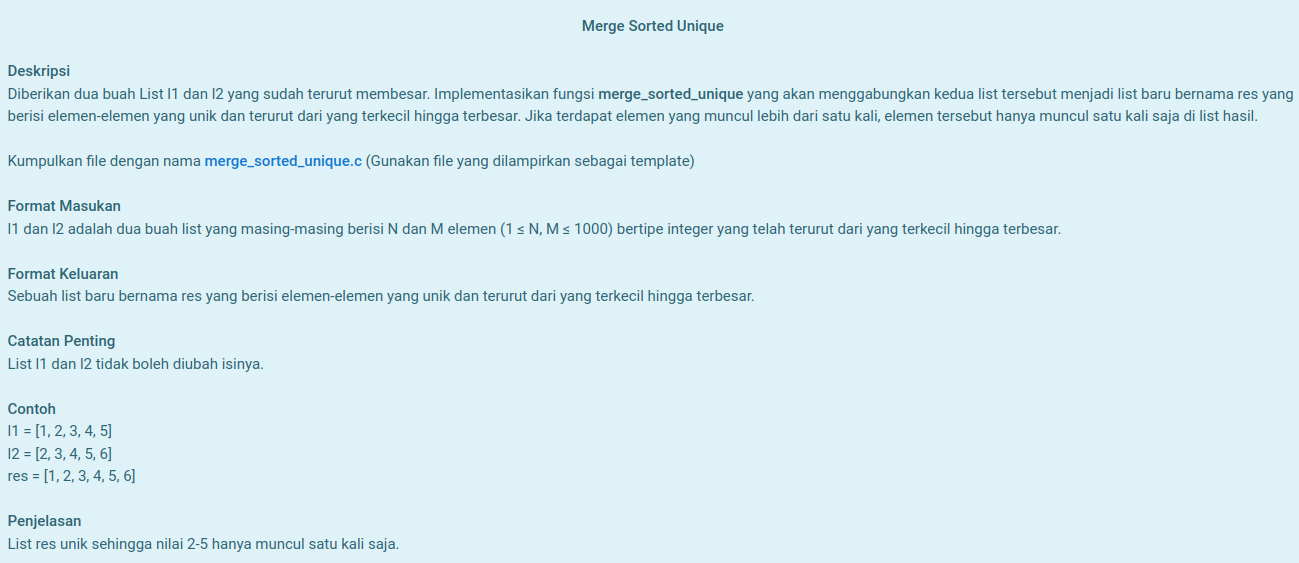 Merge Sorted Unique
Deskripsi
Diberikan dua buah List l1 dan l2 yang sudah terurut membesar. Implementasikan fungsi merge_sorted_unique yang akan menggabungkan kedua list tersebut menjadi list baru bernama res yang
berisi elemen-elemen yang unik dan terurut dari yang terkecil hingga terbesar. Jika terdapat elemen yang muncul lebih dari satu kali, elemen tersebut hanya muncul satu kali saja di list hasil.
Kumpulkan file dengan nama merge_sorted_unique.c (Gunakan file yang dilampirkan sebagai template)
Format Masukan
l1 dan l2 adalah dua buah list yang masing-masing berisi N dan M elemen (1 ≤ N, M ≤ 1000) bertipe integer yang telah terurut dari yang terkecil hingga terbesar.
Format Keluaran
Sebuah list baru bernama res yang berisi elemen-elemen yang unik dan terurut dari yang terkecil hingga terbesar.
Catatan Penting
List l1 dan l2 tidak boleh diubah isinya.
Contoh
l1 = [1, 2, 3, 4, 5]
l2 = [2, 3, 4, 5, 6]
res = [1, 2, 3, 4, 5, 6]
Penjelasan
List res unik sehingga nilai 2-5 hanya muncul satu kali saja.